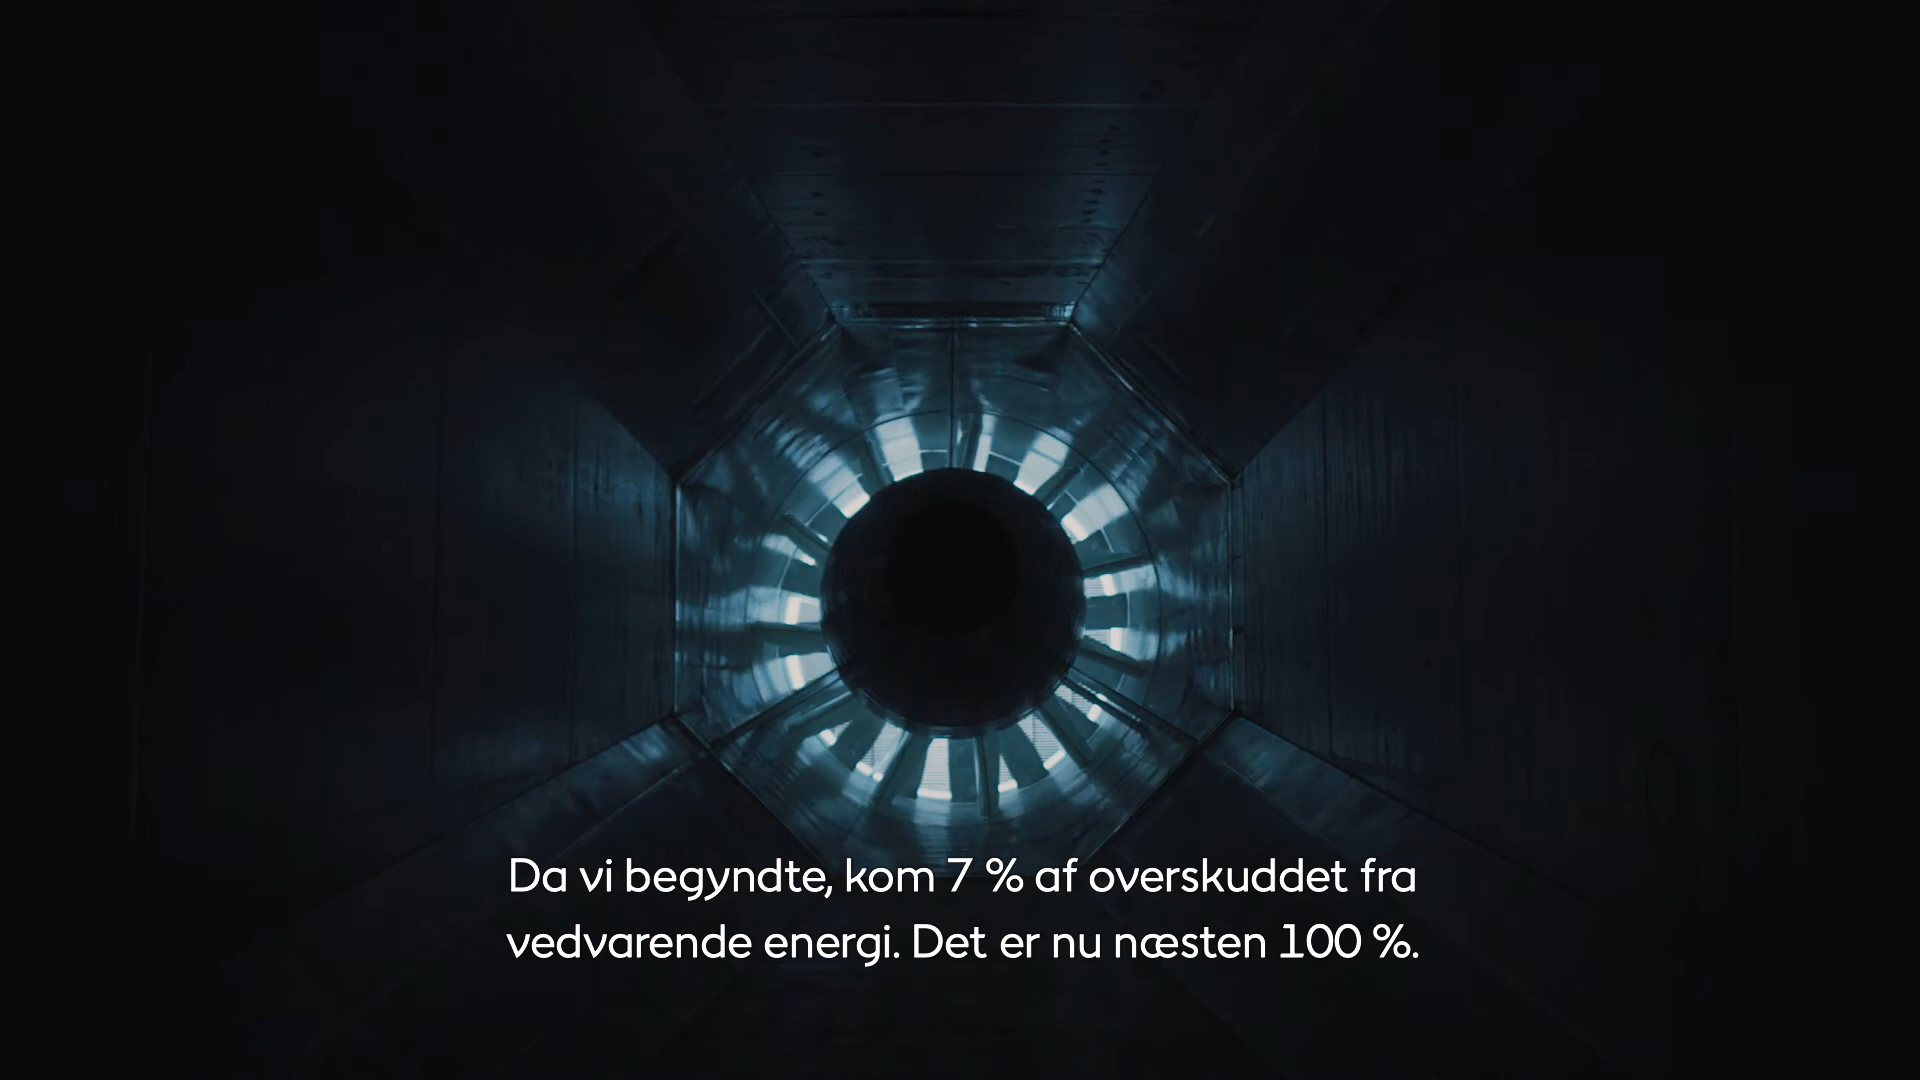 Da vi begyndte, kom 7 % af overskuddet fra
vedvarende energi. Det er nu næsten 100 %.